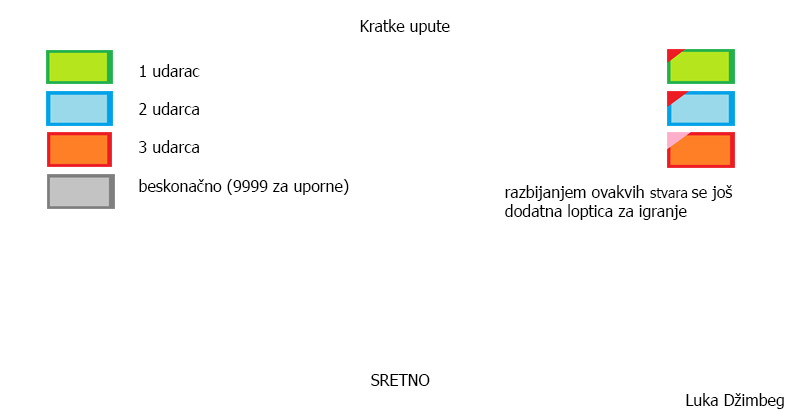 Kratke upute
1 udarac
2 udarca
3 udarca
beskonačno (9999 za uporne)
razbijanjem ovakvih stvara se još
dodatna loptica za igranje
SRETNO
Luka Džimbeg